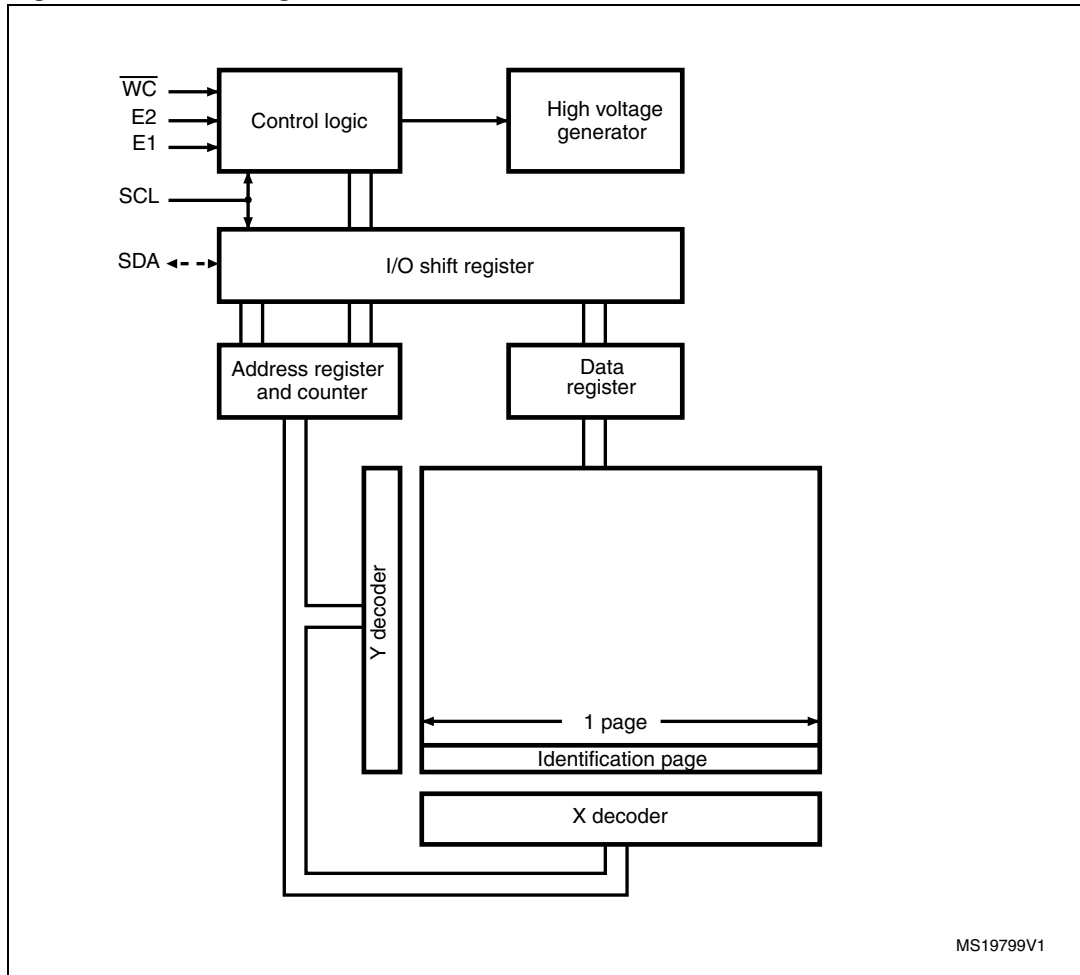 WC
E2
E1
SCL
SDA
Control logic
High voltage
generator
I/O shift register
Address register
and counter
Data
register
Y decoder
1 page
Identification page
X decoder
MS19799V1